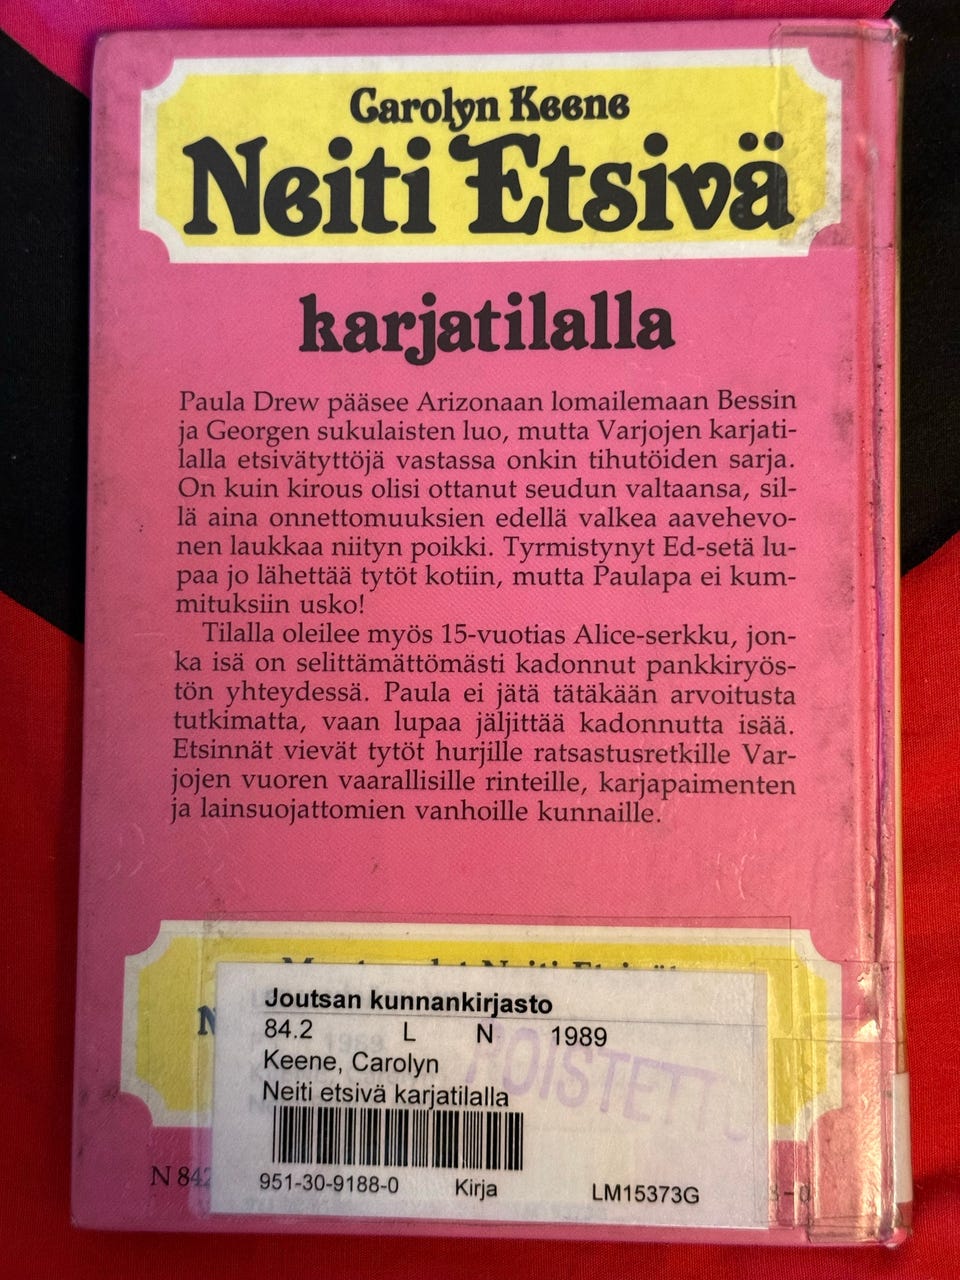 Carolyn Keene
Neiti Etsivä
karjatilalla
Paula Drew pääsee Arizonaan lomailemaan Bessin
ja Georgen sukulaisten luo, mutta Varjojen karjati-
lalla etsivätyttöjä vastassa onkin tihutöiden sarja.
On kuin kirous olisi ottanut seudun valtaansa, sil-
lä aina onnettomuuksien edellä valkea aavehevo-
nen laukkaa niityn poikki. Tyrmistynyt Ed-setä lu-
paa jo lähettää tytöt kotiin, mutta Paulapa ei kum-
mituksiin usko!
Tilalla oleilee myös 15-vuotias Alice-serkku, jon-
ka isä on selittämättömästi kadonnut pankkiryös-
tön yhteydessä. Paula ei jätä tätäkään arvoitusta
tutkimatta, vaan lupaa jäljittää kadonnutta isää.
Etsinnät vievät tytöt hurjille ratsastusretkille Var-
jojen vuoren vaarallisille rinteille, karjapaimenten
ja lainsuojattomien vanhoille kunnaille.
Joutsan kunnankirjasto
84.2 L N 1989
Keene, Carolyn
POISTETTU
Neiti etsivä karjatilalla
951-30-9188-0 Kirja LM15373G
N 842